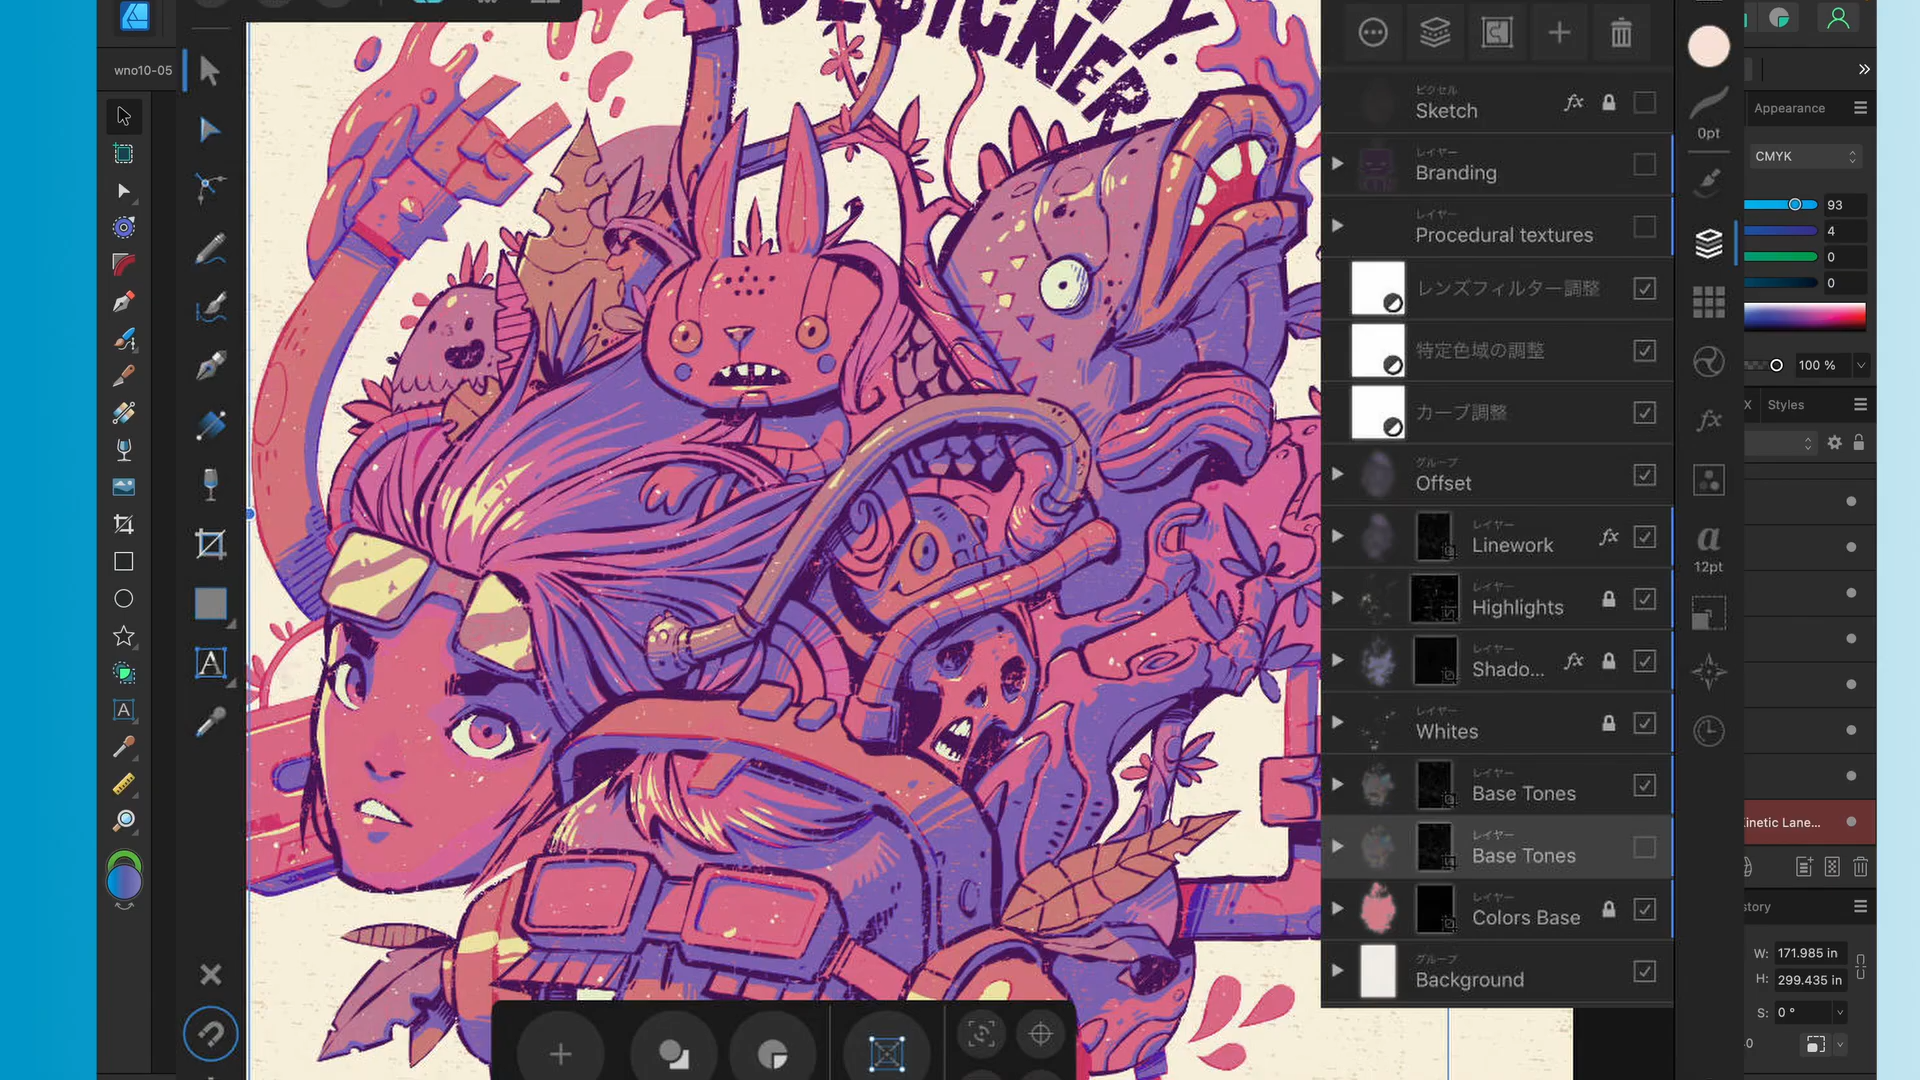 DESIGNER
wno10-05
ピクセル
Sketch
fx
レイヤー
Branding
レイヤー
Procedural textures
レンズフィルター調整
特定色域の調整
カーブ調整
グループ
Offset
レイヤー
Linework
fx
レイヤー
Highlights
レイヤー
Shado...
fx
レイヤー
Whites
レイヤー
Base Tones
レイヤー
Base Tones
レイヤー
Colors Base
グループ
Background
0pt
fx
a
12pt
A
A
Appearance
CMYK
93
4
0
0
100 %
X
Styles
inetic Lane...
story
W: 171.985 in
H: 299.435 in
S: 0 °